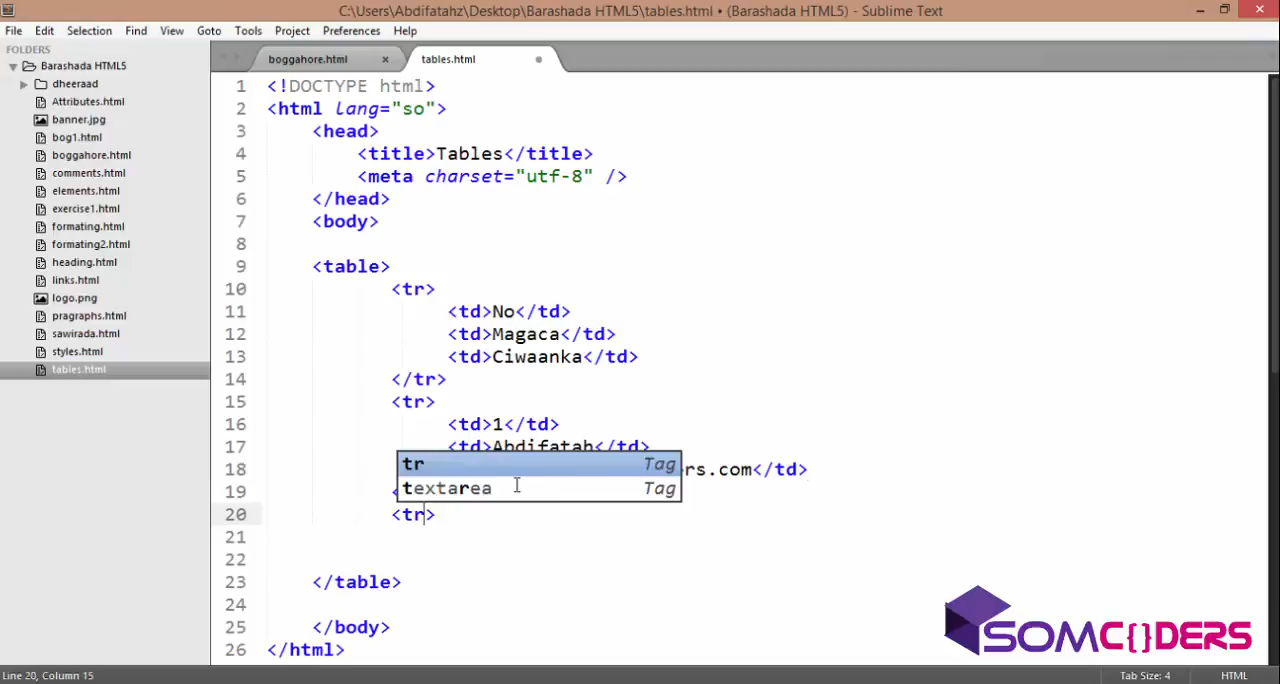 C:\Users\Abdifatahz\Desktop\Barashada HTML5\tables.html • (Barashada HTML5) - Sublime Text
File Edit Selection Find View Goto Tools Project Preferences Help
FOLDERS
Barashada HTML5
dheeraad
Attributes.html
banner.jpg
bog1.html
boggahore.html
comments.html
elements.html
exercise1.html
formating.html
formating2.html
heading.html
links.html
logo.png
pragraphs.html
sawirada.html
styles.html
tables.html
boggahore.html × tables.html
1 <!DOCTYPE html>
2 <html lang="so">
3 <head>
4 <title>Tables</title>
5 <meta charset="utf-8" />
6 </head>
7 <body>
8
9 <table>
10 <tr>
11 <td>No</td>
12 <td>Magaca</td>
13 <td>Ciwaanka</td>
14 </tr>
15 <tr>
16 <td>1</td>
17 <td>Abdifatah</td>
tr Tag
18 rs.com</td>
textarea Tag
19 <
20 <tr>
21
22
23 </table>
24
25 </body>
26 </html>
SOMC{}DERS
Line 20, Column 15 Tab Size: 4 HTML